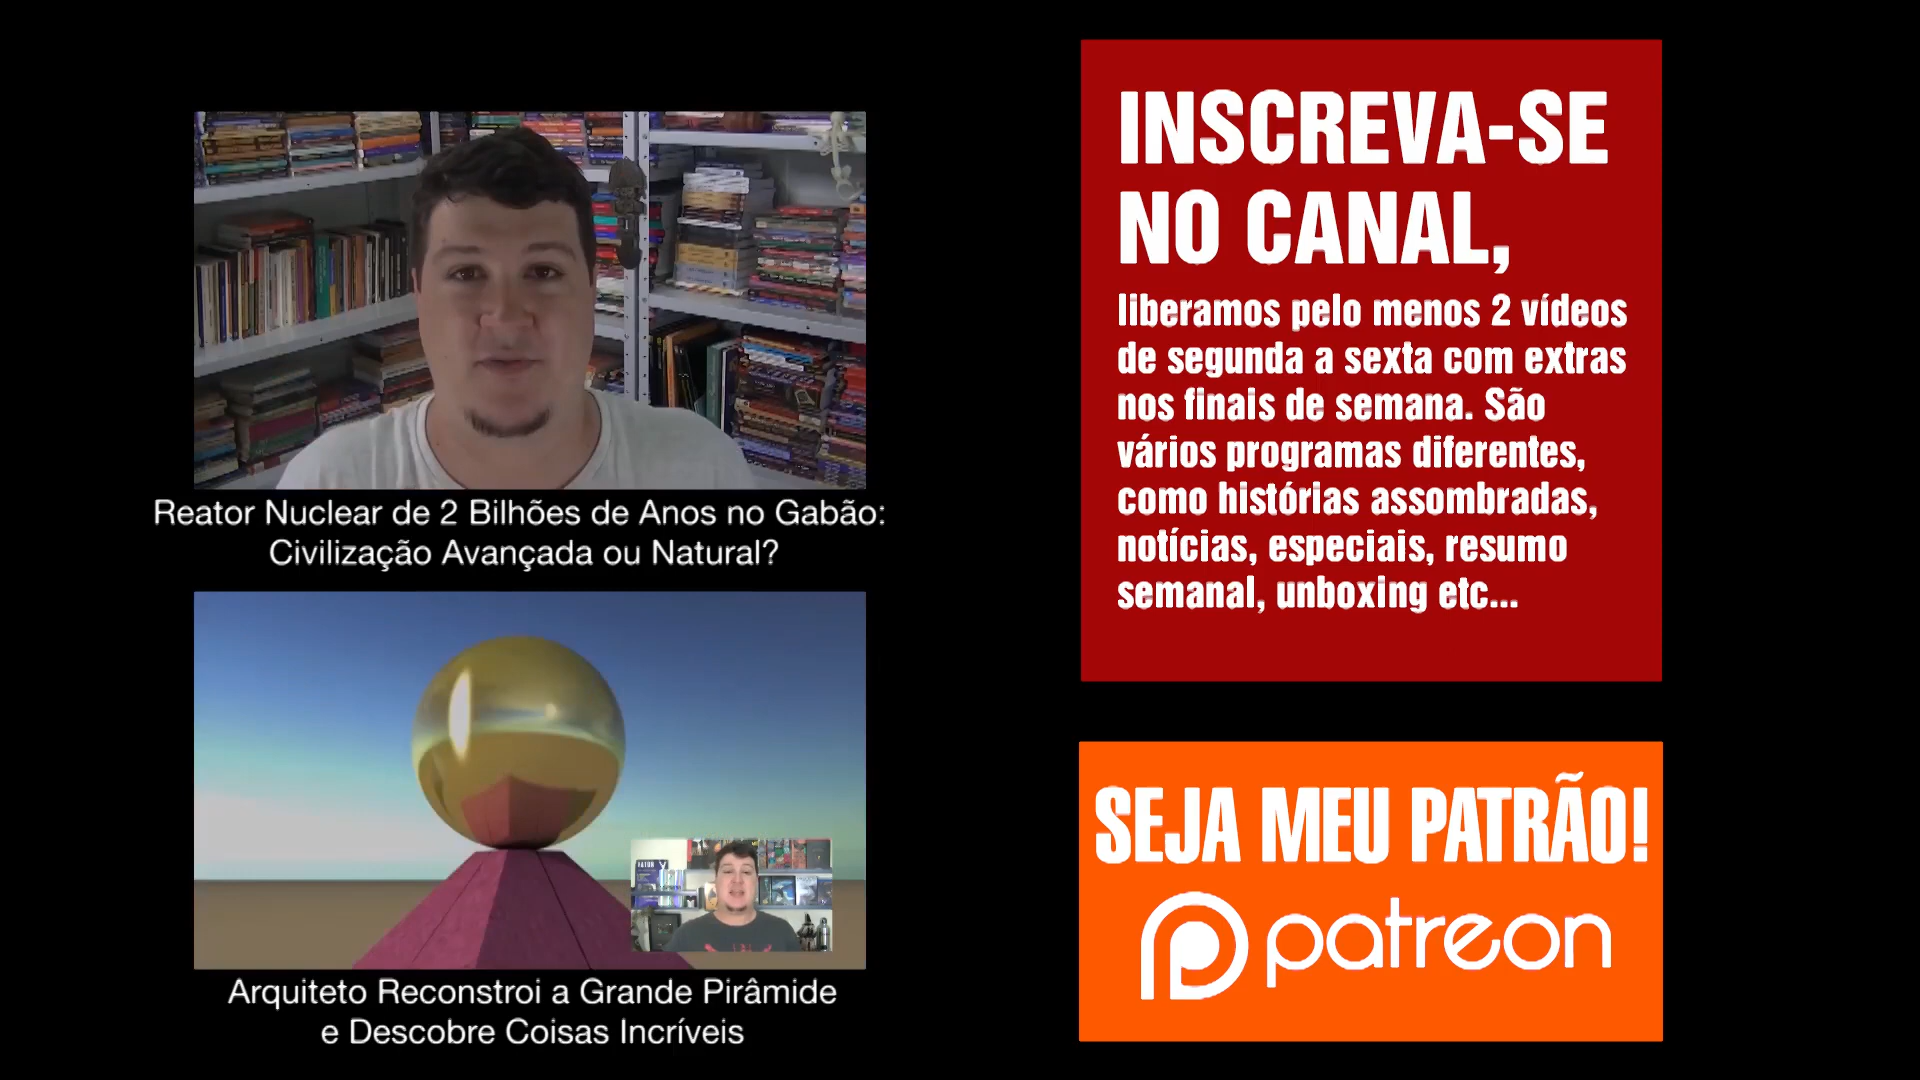 Reator Nuclear de 2 Bilhões de Anos no Gabão:
Civilização Avançada ou Natural?
Arquiteto Reconstroi a Grande Pirâmide
e Descobre Coisas Incríveis
INSCREVA-SE
NO CANAL,
liberamos pelo menos 2 vídeos
de segunda a sexta com extras
nos finais de semana. São
vários programas diferentes,
como histórias assombradas,
notícias, especiais, resumo
semanal, unboxing etc...
SEJA MEU PATRÃO!
patreon